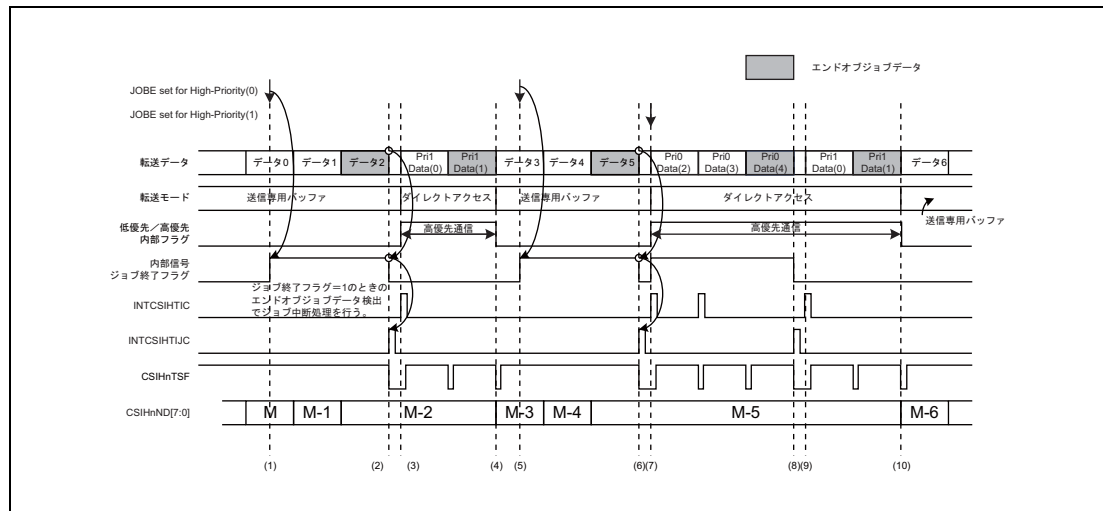 エンドオブジョブデータ
JOBE set for High-Priority(0)
JOBE set for High-Priority(1)
転送データ
データ0
データ1
データ2
Pri1
Data(0)
Pri1
Data(1)
データ3
データ4
データ5
Pri0
Data(2)
Pri0
Data(3)
Pri0
Data(4)
Pri1
Data(0)
Pri1
Data(1)
データ6
転送モード
送信専用バッファ
ダイレクトアクセス
送信専用バッファ
ダイレクトアクセス
送信専用バッファ
低優先/高優先
内部フラグ
高優先通信
高優先通信
内部信号
ジョブ終了フラグ
ジョブ終了フラグ=1のときの
エンドオブジョブデータ検出
でジョブ中断処理を行う。
INTCSIHTIC
INTCSIHTIJC
CSIHnTSF
CSIHnND[7:0]
M
M-1
M-2
M-3
M-4
M-5
M-6
(1)
(2)
(3)
(4)
(5)
(6)(7)
(8)(9)
(10)